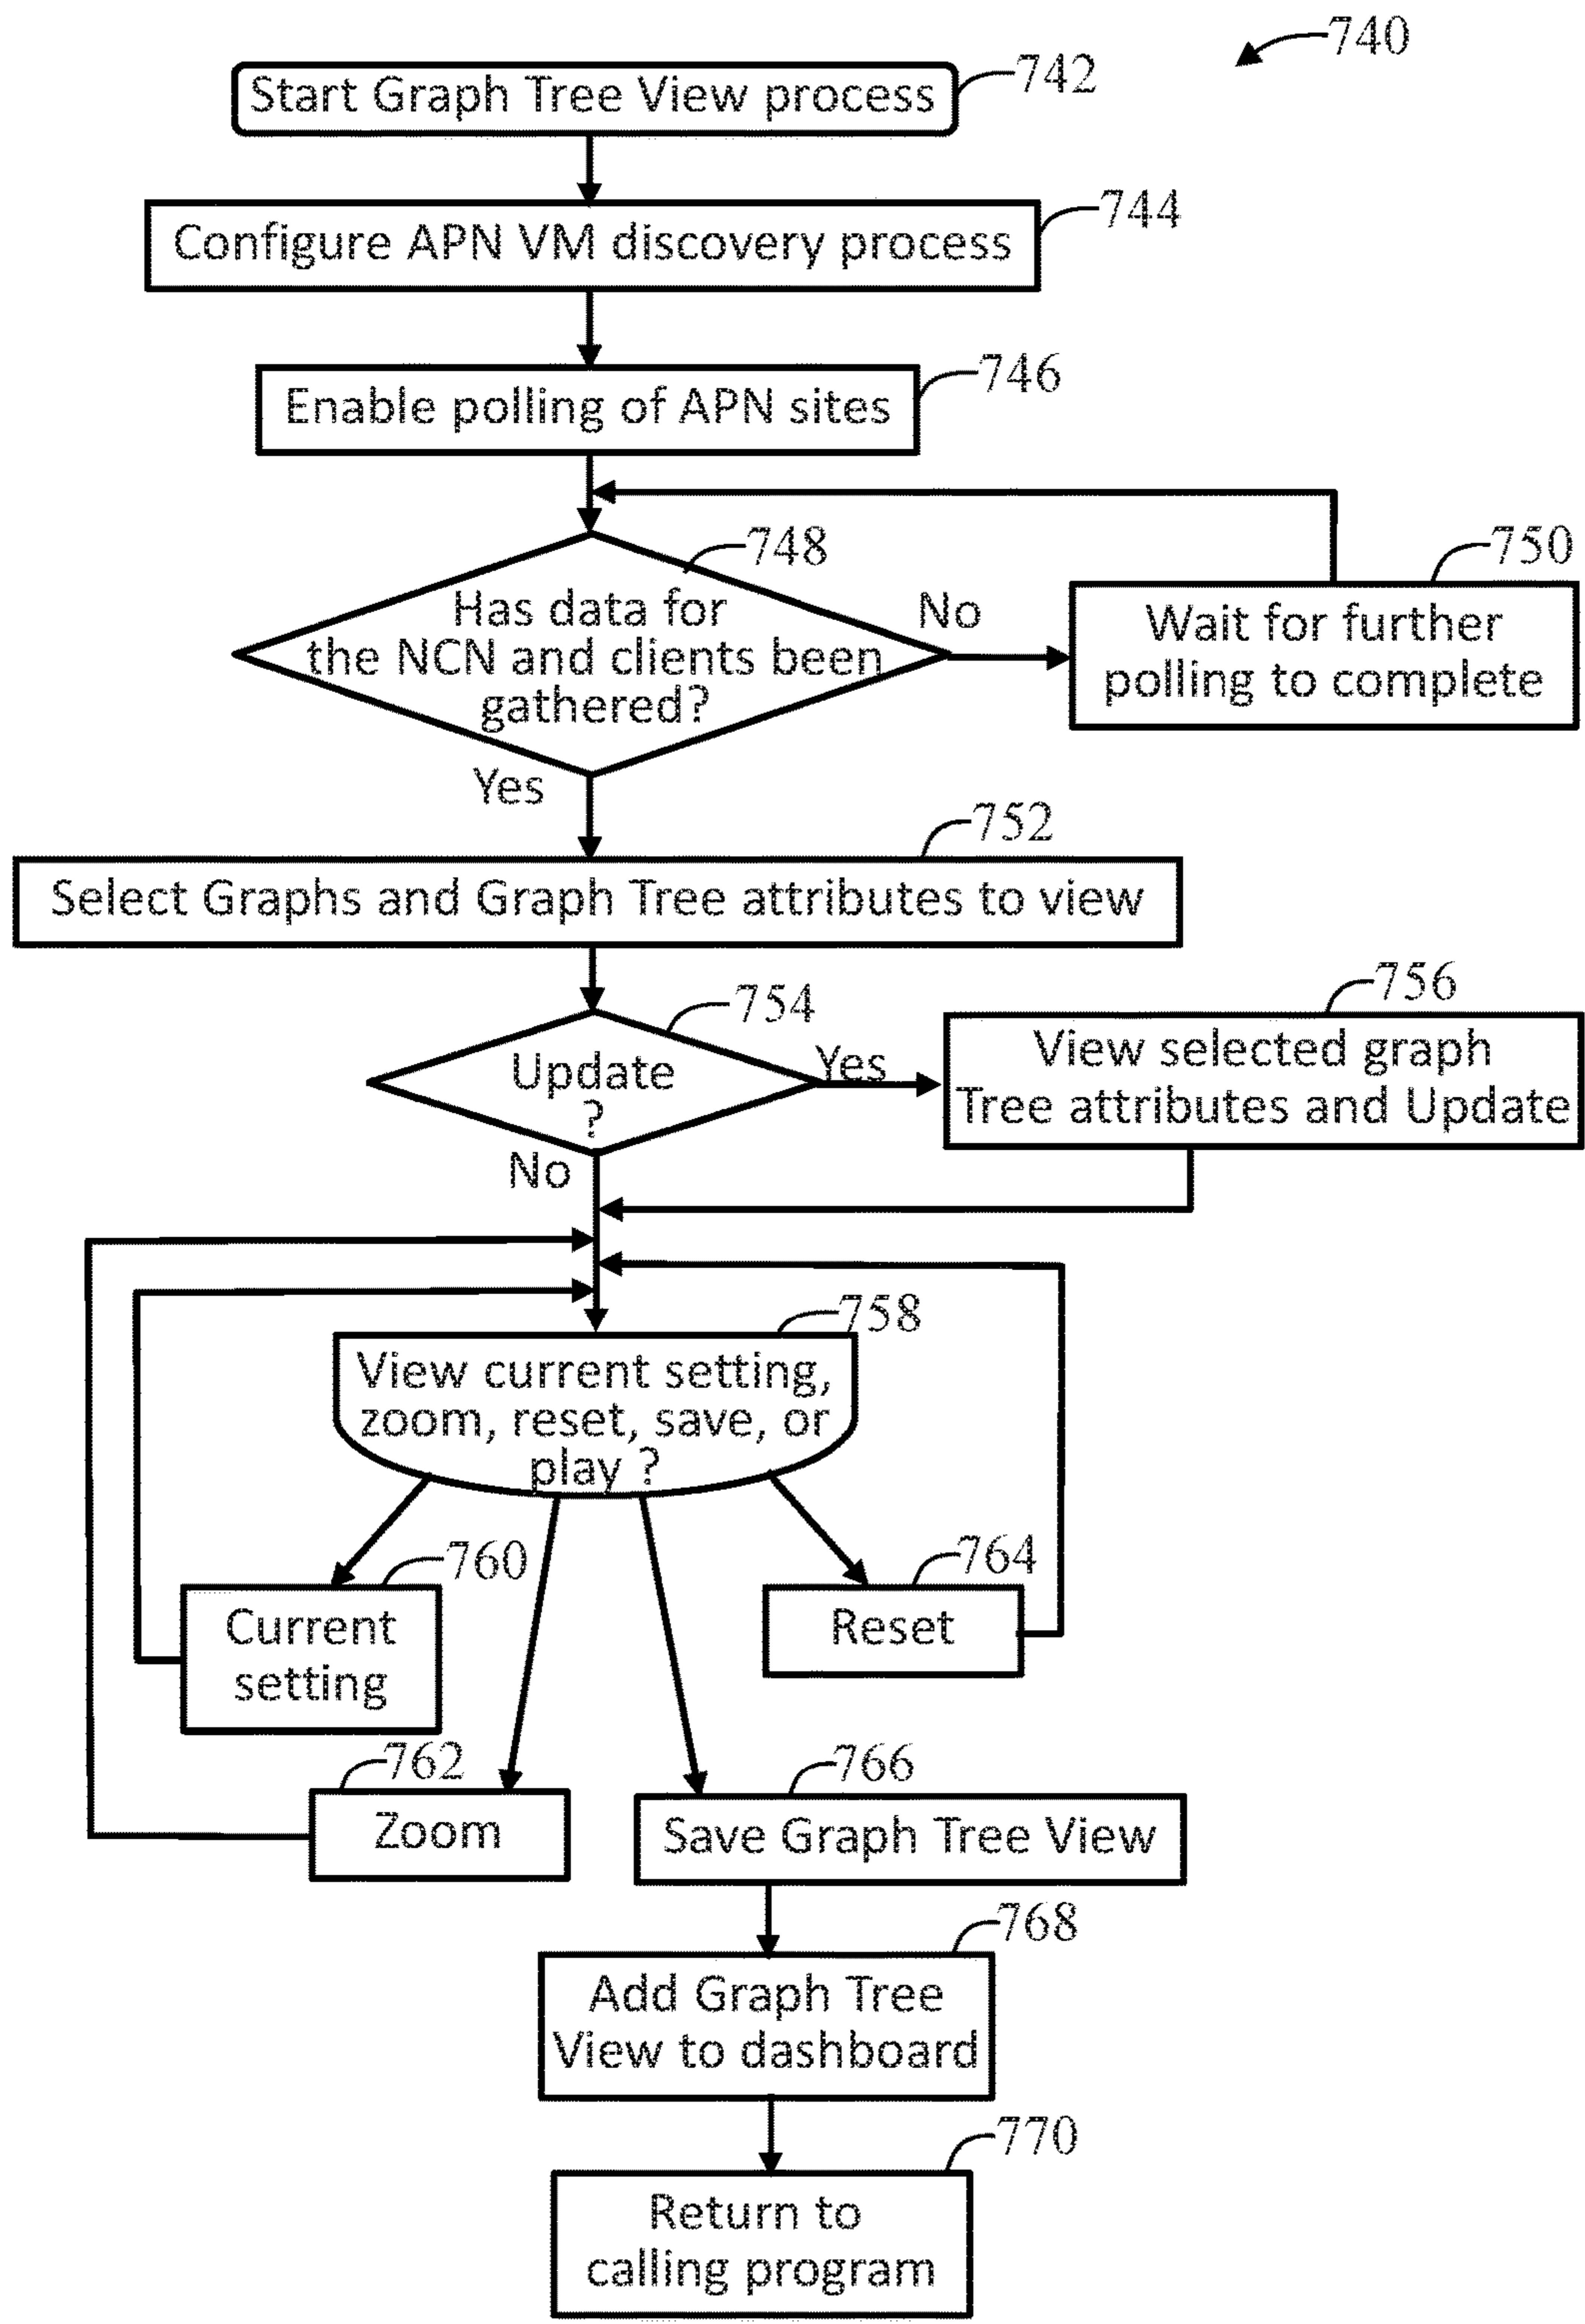 740
Start Graph Tree View process
742
Configure APN VM discovery process
744
Enable polling of APN sites
746
748
Has data for
the NCN and clients been
gathered?
No
Yes
750
Wait for further
polling to complete
752
Select Graphs and Graph Tree attributes to view
754
Update
?
Yes
No
756
View selected graph
Tree attributes and Update
758
View current setting,
zoom, reset, save, or
play ?
760
Current
setting
764
Reset
762
Zoom
766
Save Graph Tree View
768
Add Graph Tree
View to dashboard
770
Return to
calling program